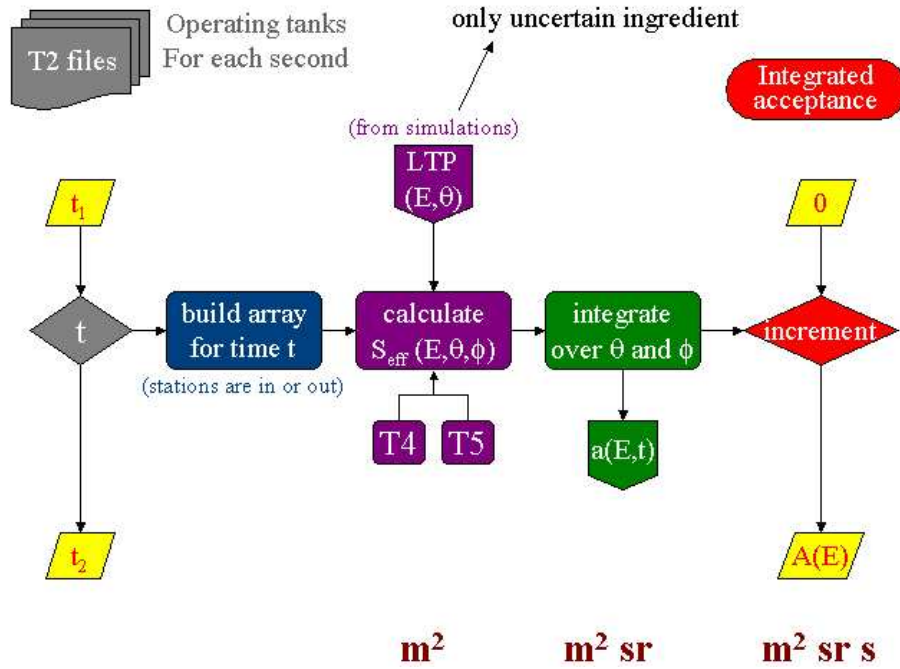 only uncertain ingredient
Operating tanks
For each second
T2 files
Integrated
acceptance
(from simulations)
LTP
(E,θ)
t₁
0
t
build array
for time t
calculate
S_eff (E,θ,ϕ)
integrate
over θ and ϕ
increment
(stations are in or out)
T4
T5
a(E,t)
t₂
A(E)
m²
m² sr
m² sr s